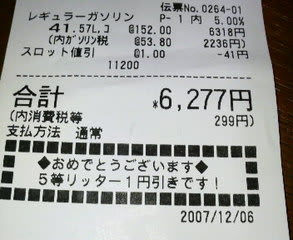 伝票No.0264-01
レギュラーガソリン P- 1 内 5.00%
41.57L,コ @152.00 6318円
(内ガソリン税 @53.80 2236円)
スロット値引 @1.00 -41円
11200
合計 ¥6,277円
(内消費税等 299円)
支払方法 通常
◆おめでとうございます◆
5等リッター1円引きです!
2007/12/06